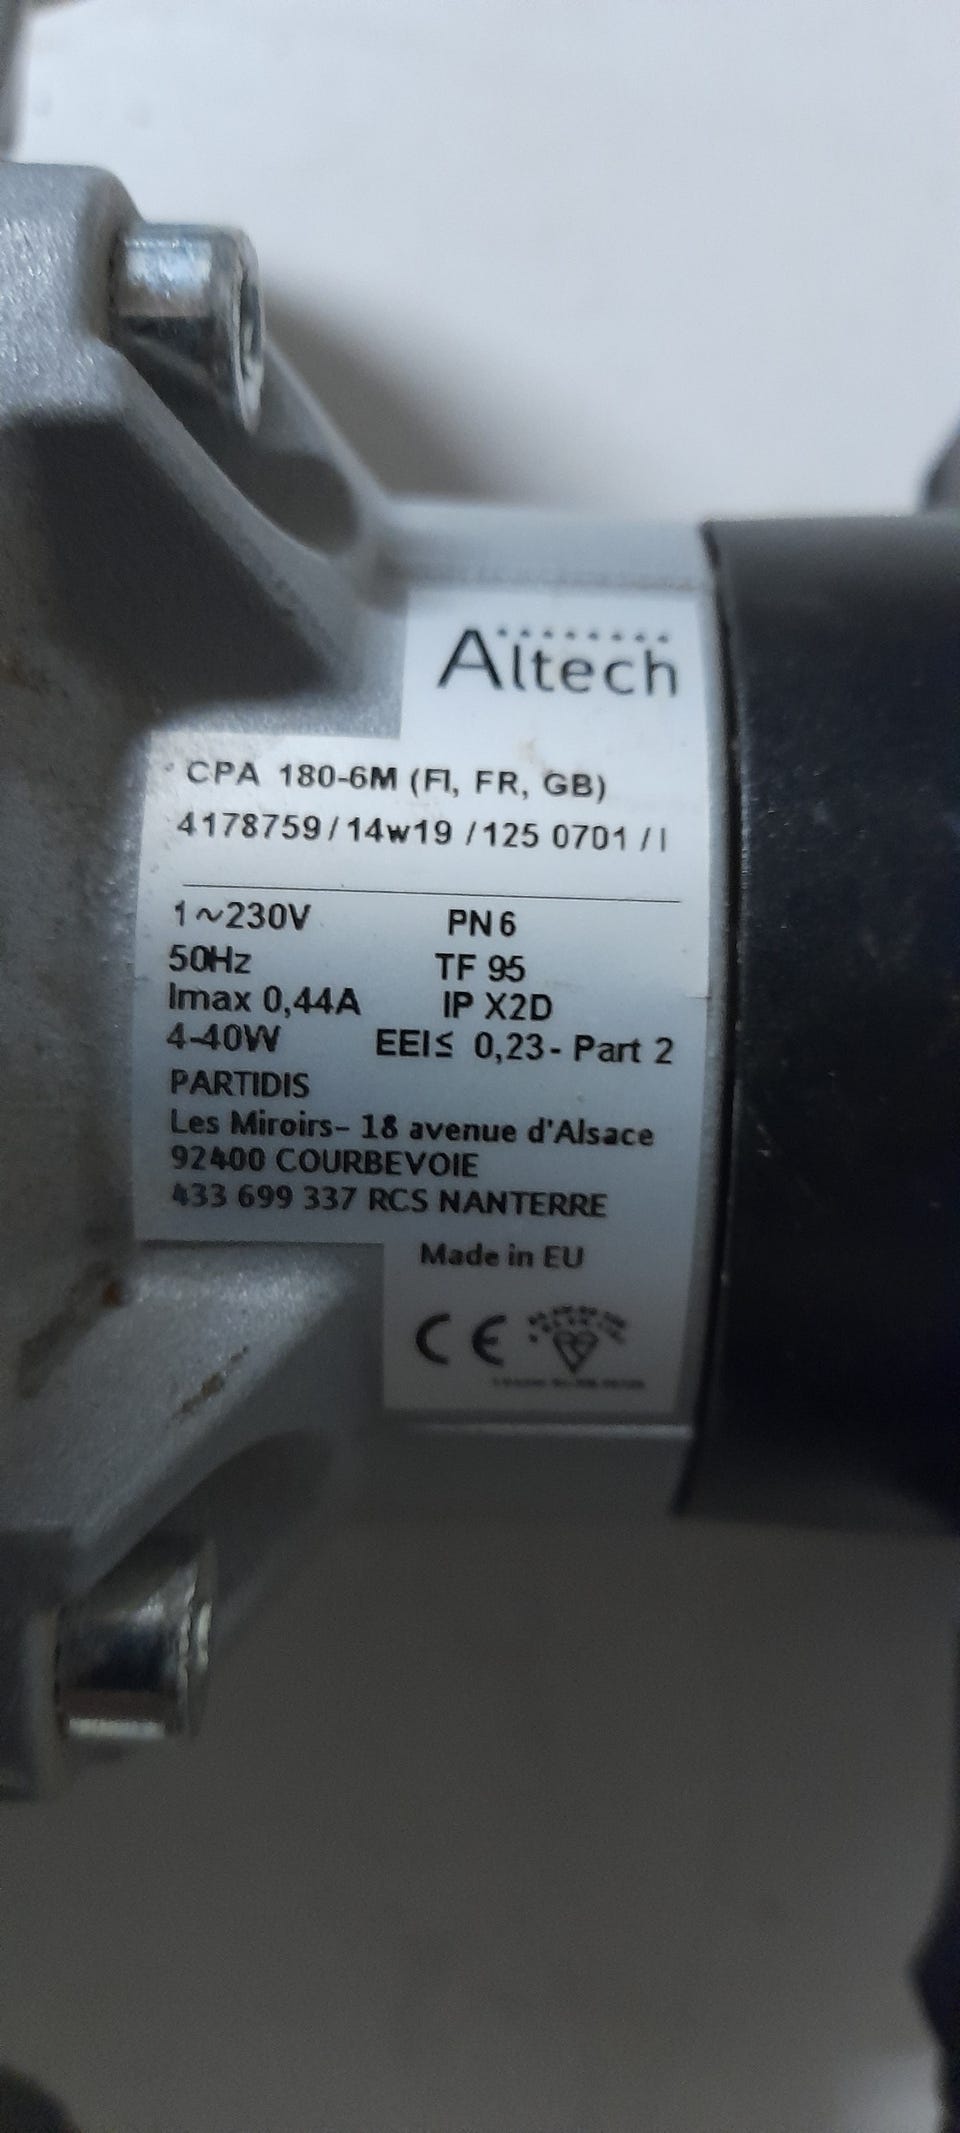 Altech
CPA 180-6M (FI, FR, GB)
4178759/14w19 /125 0701 /I
1~230V PN6
50Hz TF 95
Imax 0,44A IP X2D
4-40W EEI≤ 0,23- Part 2
PARTIDIS
Les Miroirs- 18 avenue d'Alsace
92400 COURBEVOIE
433 699 337 RCS NANTERRE
Made in EU
CE